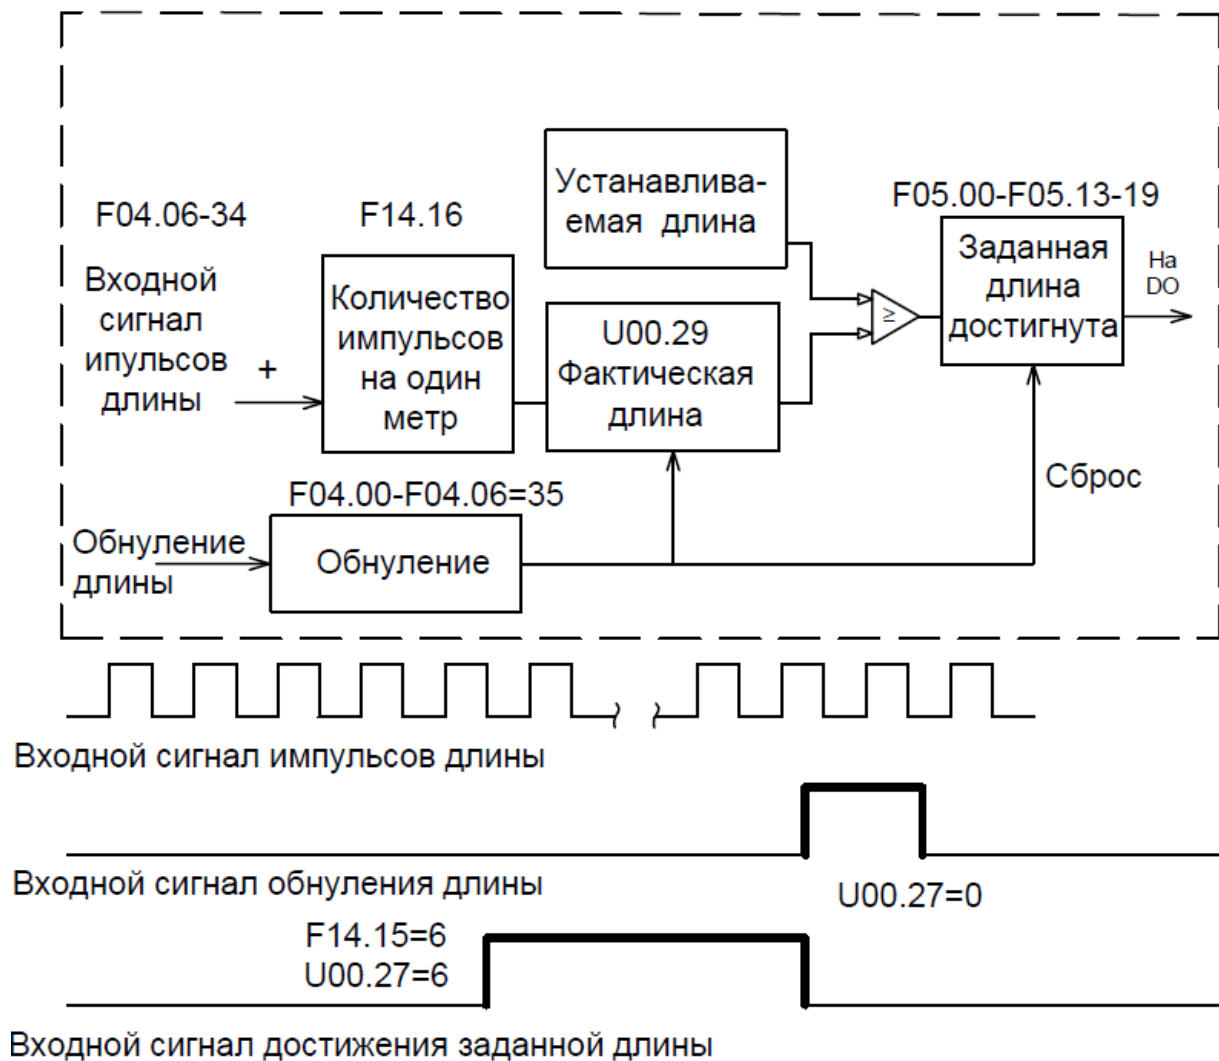 Устанавлива-
емая длина
F04.06-34
F14.16
F05.00-F05.13-19
Входной
сигнал
ипульсов
длины
+
Количество
импульсов
на один
метр
U00.29
Фактическая
длина
≥
Заданная
длина
достигнута
На
DO
F04.00-F04.06=35
Сброс
Обнуление
длины
Обнуление
Входной сигнал импульсов длины
Входной сигнал обнуления длины
U00.27=0
F14.15=6
U00.27=6
Входной сигнал достижения заданной длины